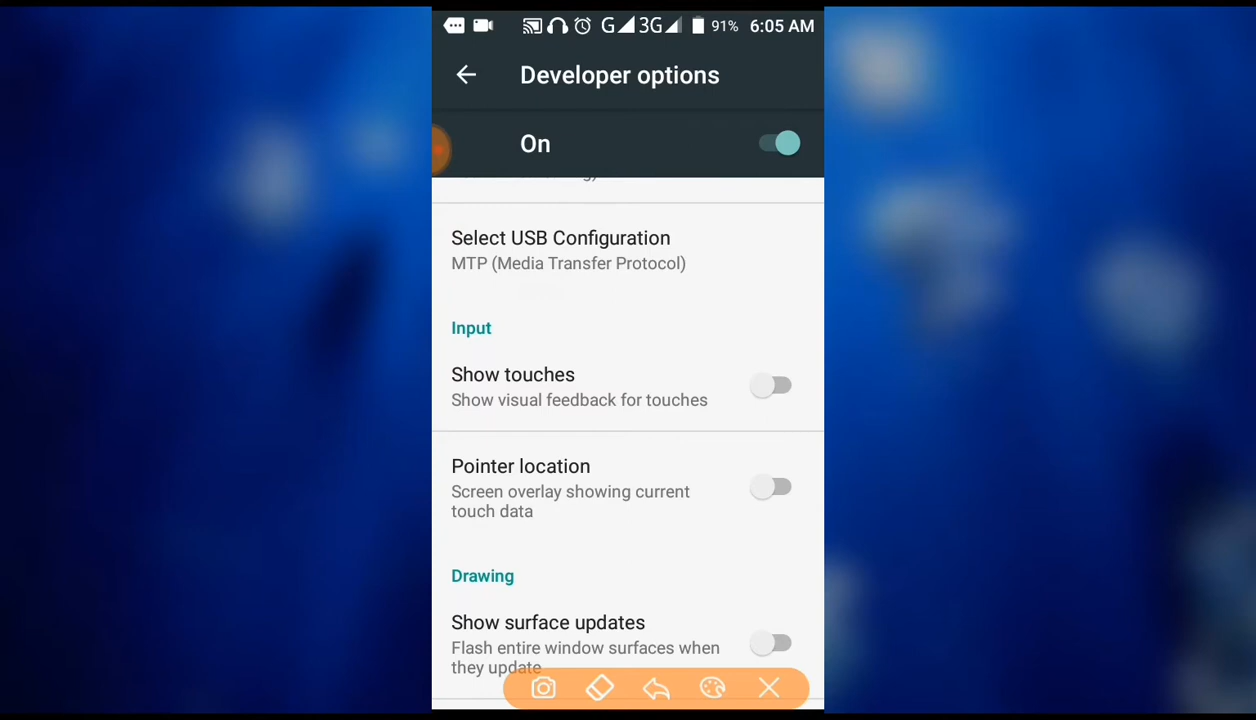 G 3G 91% 6:05 AM
Developer options
On
Select USB Configuration
MTP (Media Transfer Protocol)
Input
Show touches
Show visual feedback for touches
Pointer location
Screen overlay showing current
touch data
Drawing
Show surface updates
Flash entire window surfaces when
they update